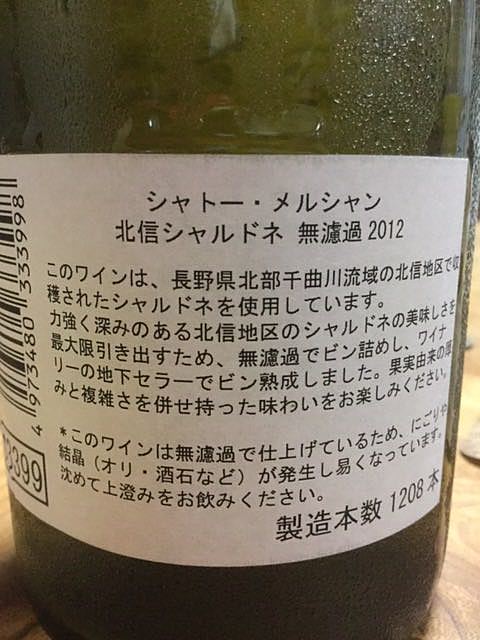 シャトー・メルシャン
北信シャルドネ 無濾過 2012
このワインは、長野県北部千曲川流域の北信地区で収
穫されたシャルドネを使用しています。
力強く深みのある北信地区のシャルドネの美味しさを
最大限引き出すため、無濾過でビン詰めし、ワイナ
リーの地下セラーでビン熟成しました。果実由来の厚
みと複雑さを併せ持った味わいをお楽しみください。
*このワインは無濾過で仕上げているため、にごりや
結晶（オリ・酒石など）が発生し易くなっています。
沈めて上澄みをお飲みください。
製造本数 1208 本
4 973480 333998
3399